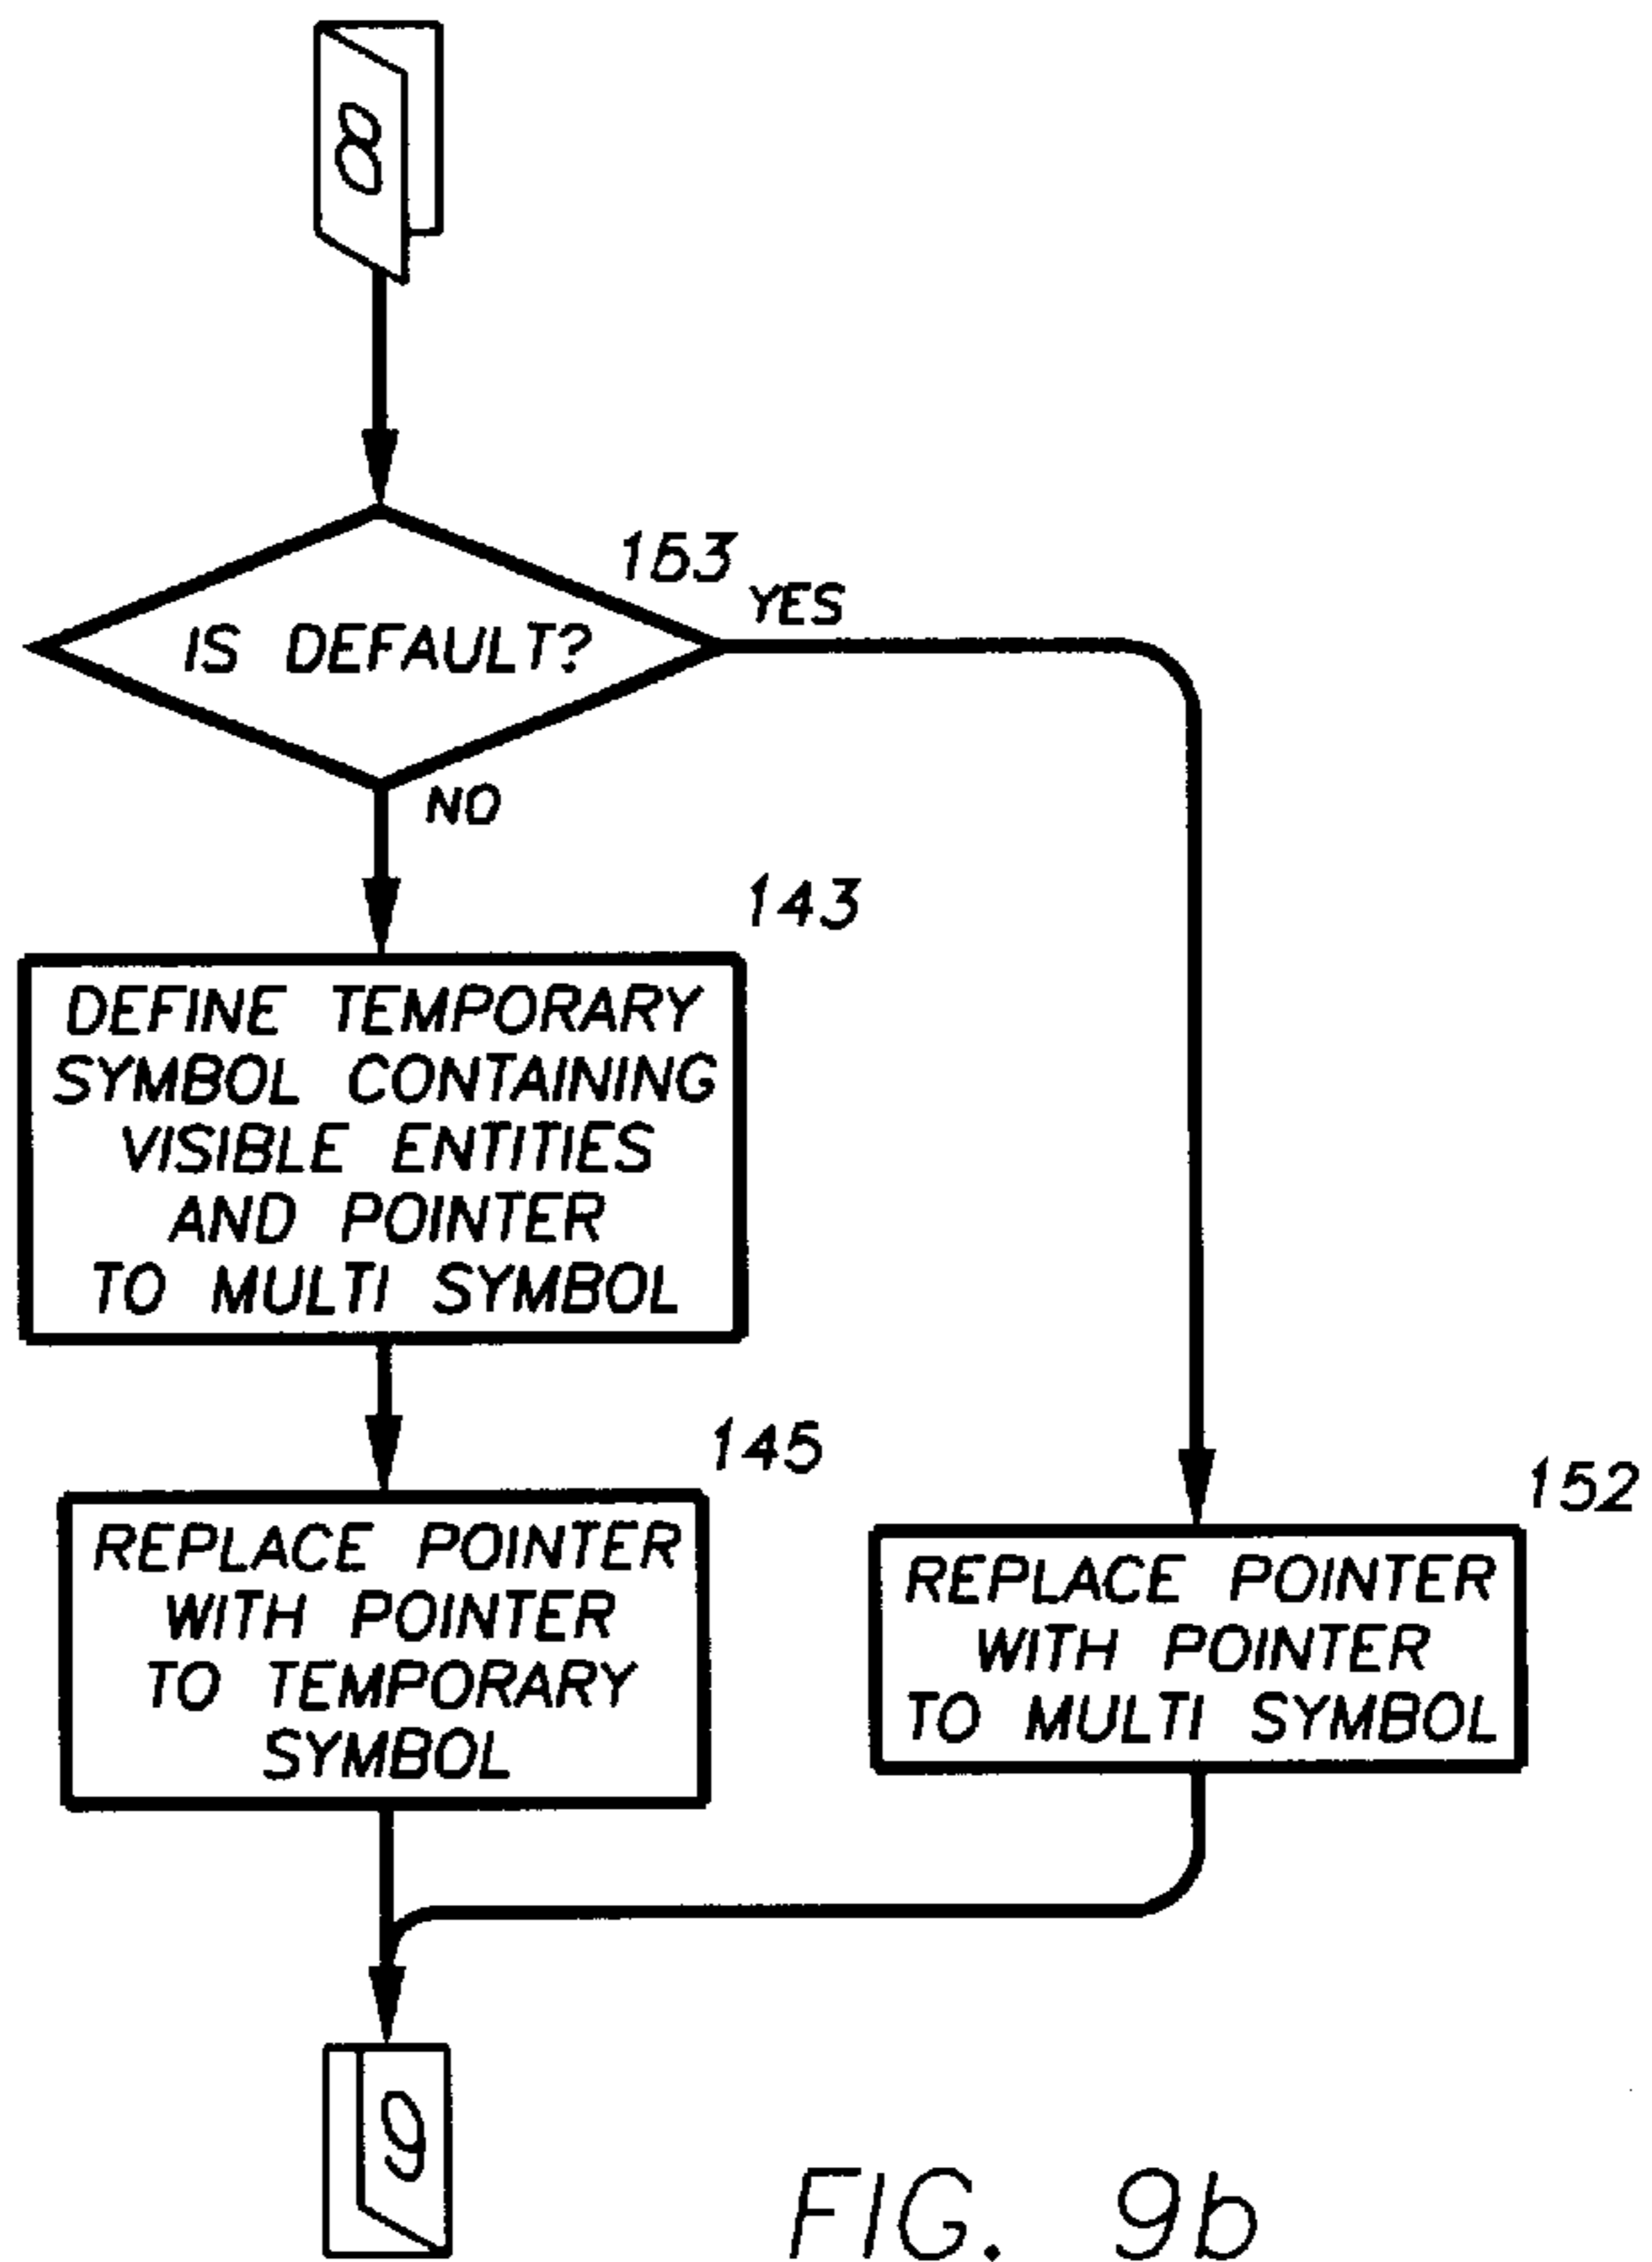 8
153
YES
IS DEFAULT?
NO
143
DEFINE TEMPORARY
SYMBOL CONTAINING
VISIBLE ENTITIES
AND POINTER
TO MULTI SYMBOL
145
REPLACE POINTER
WITH POINTER
TO TEMPORARY
SYMBOL
152
REPLACE POINTER
WITH POINTER
TO MULTI SYMBOL
9
FIG. 9b